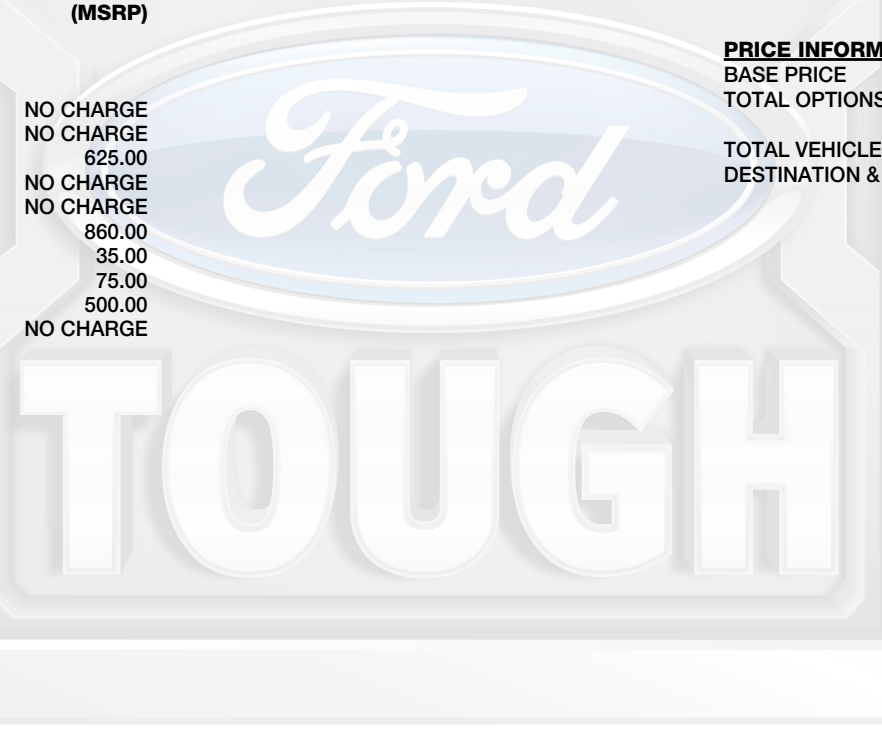 (MSRP)
NO CHARGE
NO CHARGE
625.00
NO CHARGE
NO CHARGE
860.00
35.00
75.00
500.00
NO CHARGE
PRICE INFORM
BASE PRICE
TOTAL OPTIONS
TOTAL VEHICLE
DESTINATION &
Ford
TOUGH